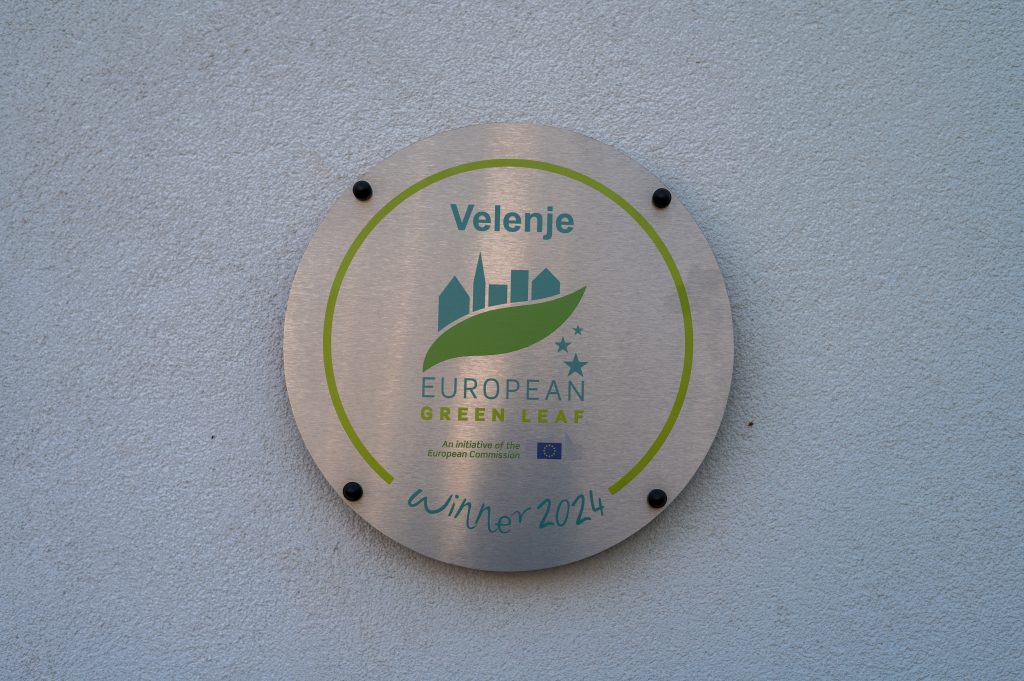 Velenje
EUROPEAN
GREEN LEAF
An initiative of the
European Commission
Winner 2024